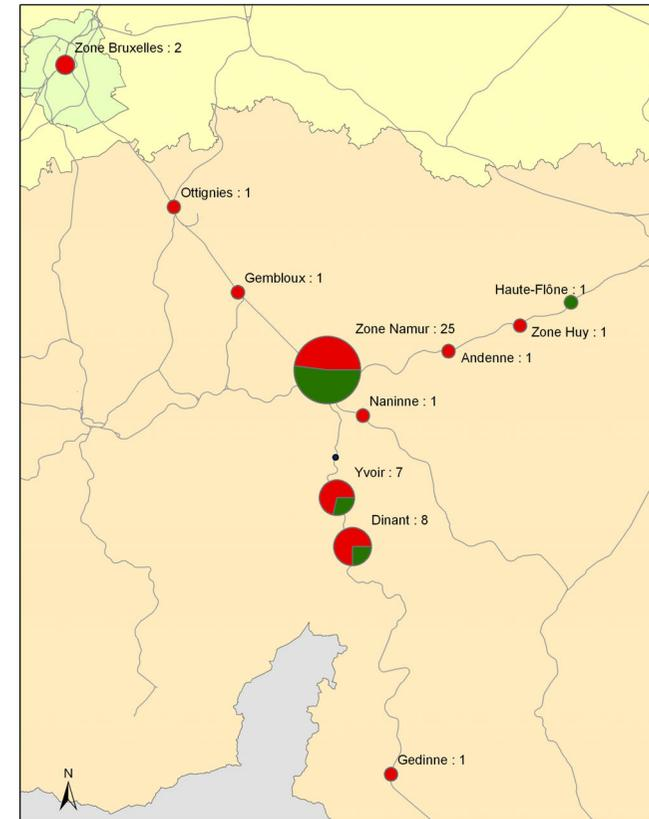 Zone Bruxelles : 2
Ottignies : 1
Gembloux : 1
Haute-Flône : 1
Zone Namur : 25
Zone Huy : 1
Andenne : 1
Naninne : 1
Yvoir : 7
Dinant : 8
Gedinne : 1
N